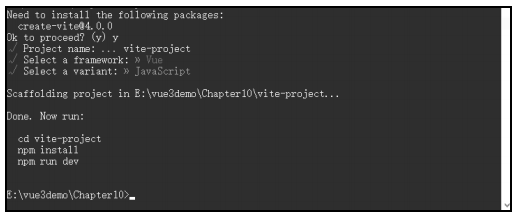 Need to install the following packages:
create-vite@4.0.0
Ok to proceed? (y) y
√ Project name: ... vite-project
√ Select a framework: » Vue
√ Select a variant: » JavaScript
Scaffolding project in E:\vue3demo\Chapter10\vite-project...
Done. Now run:
cd vite-project
npm install
npm run dev
E:\vue3demo\Chapter10>